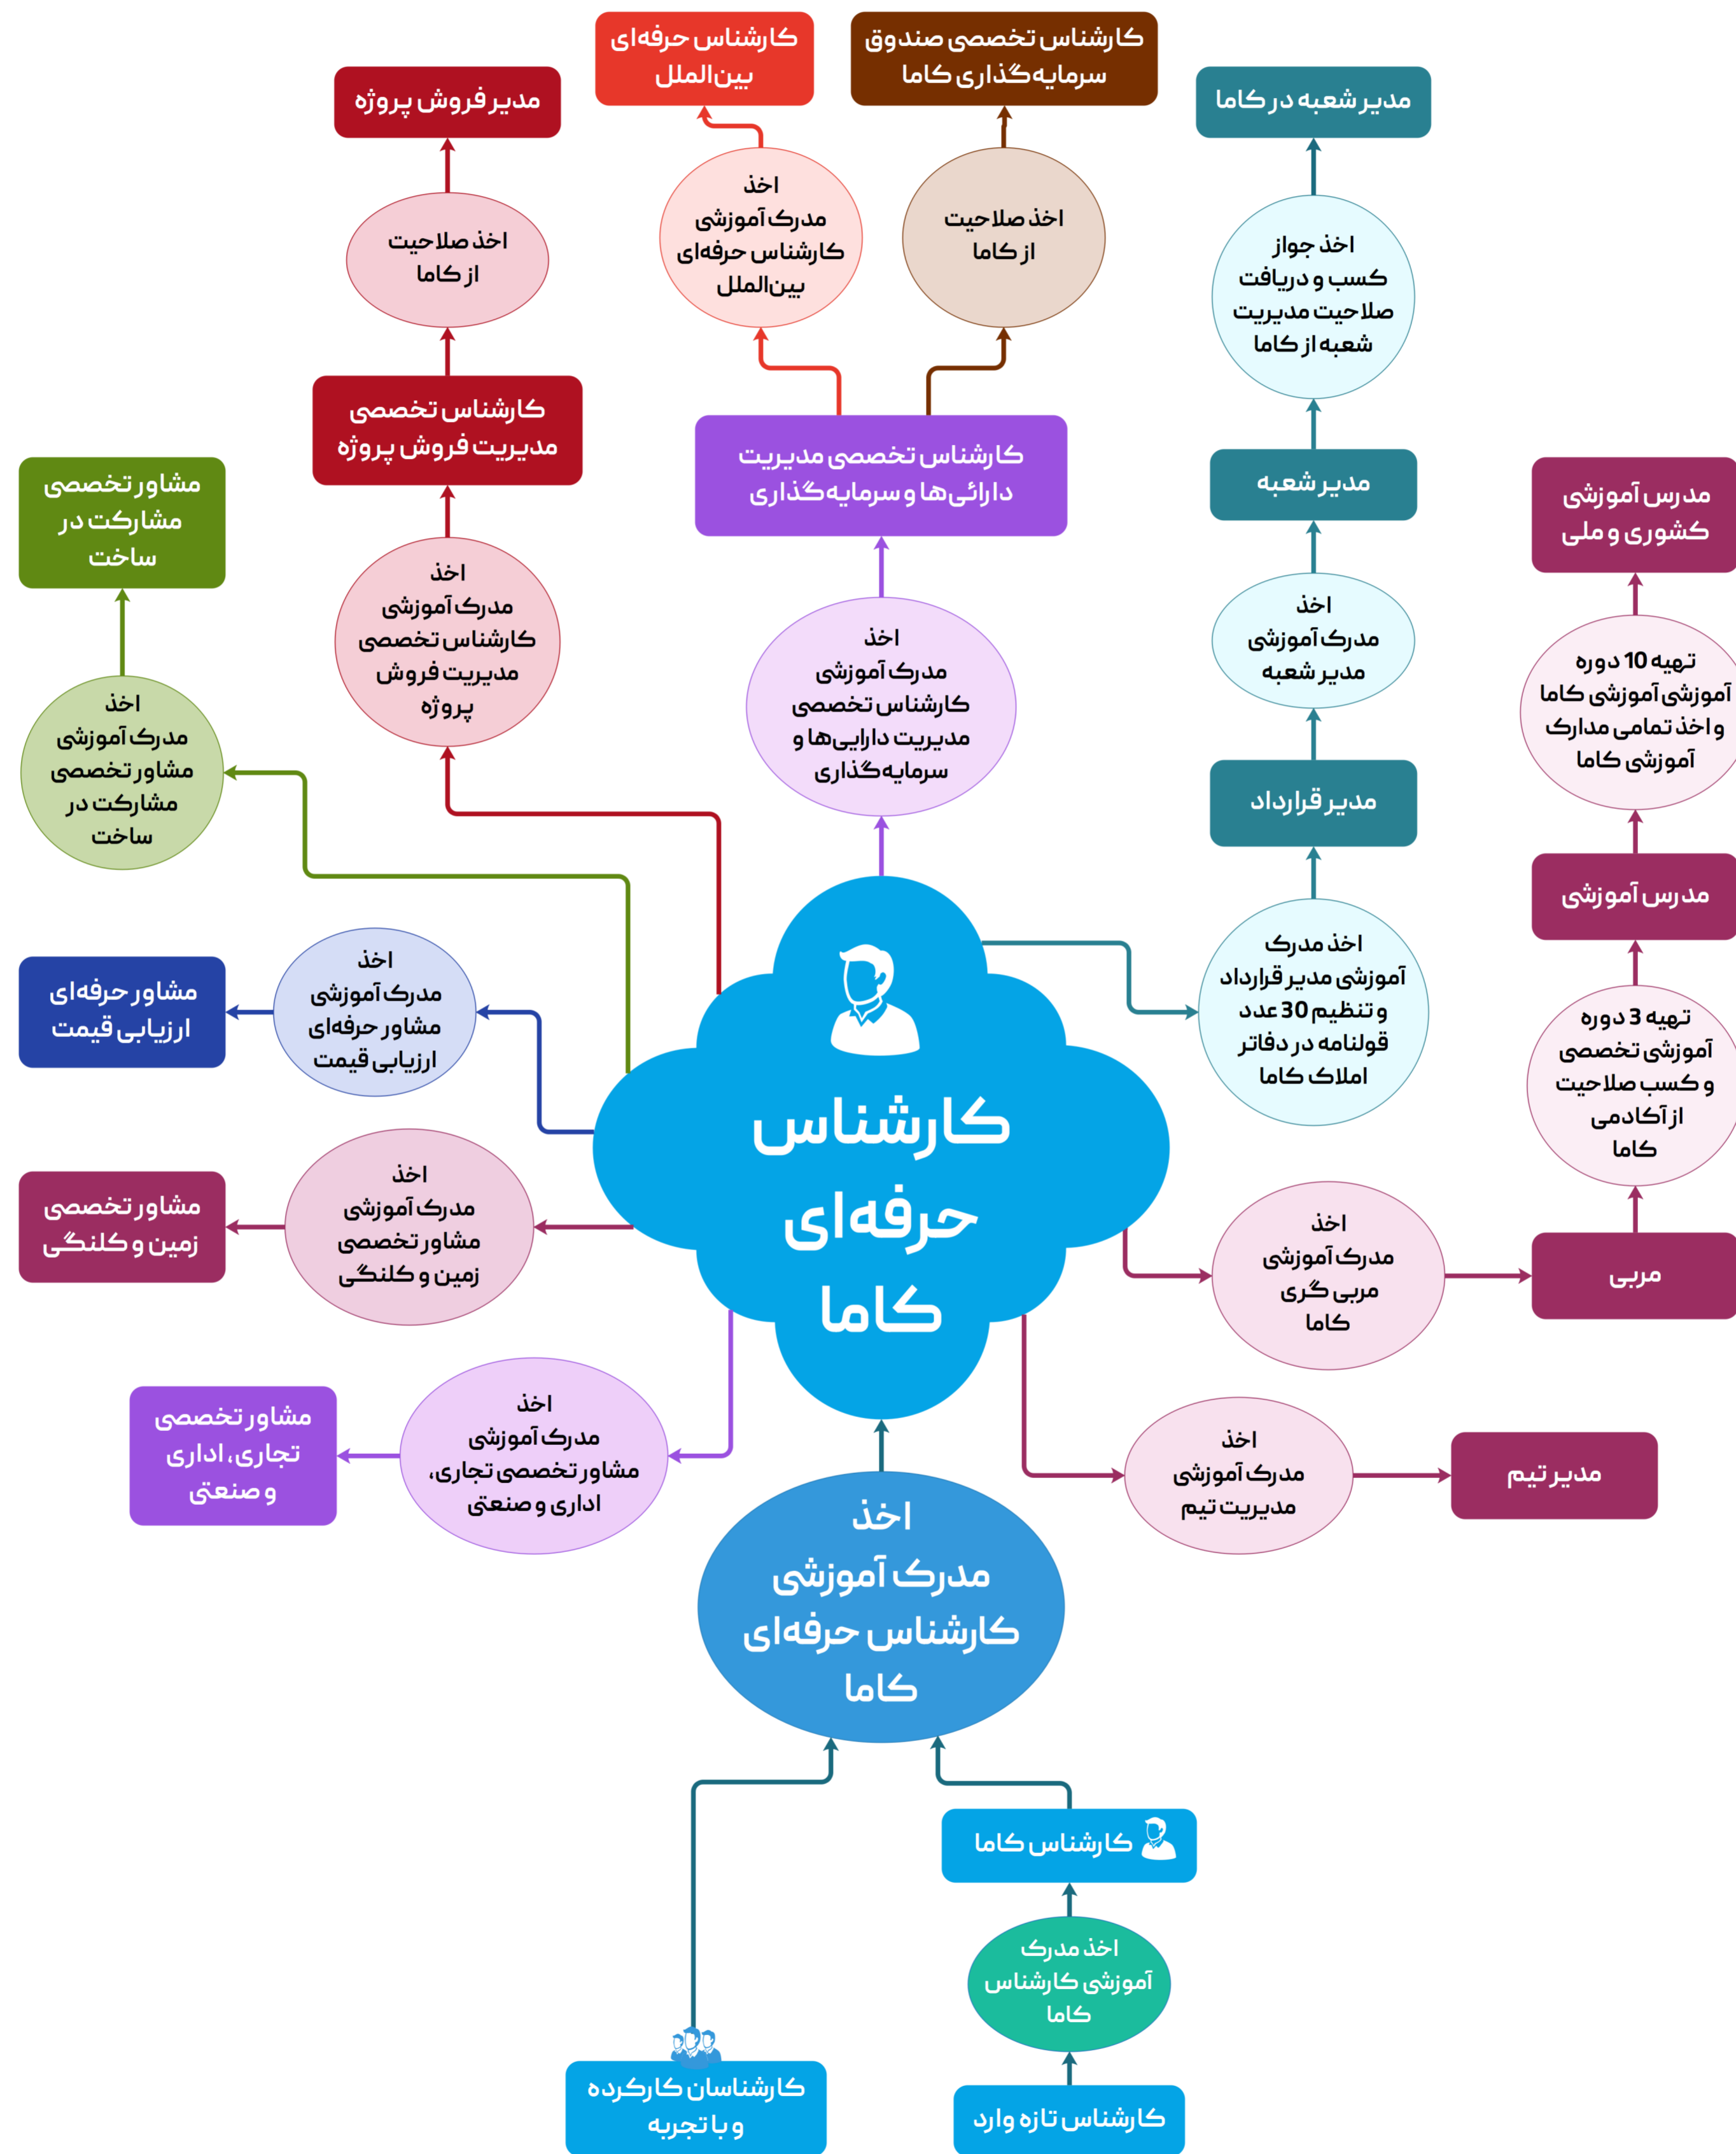 کارشناس حرفه‌ای
بین‌الملل
کارشناس تخصصی صندوق
سرمایه‌گذاری کاما
مدیر فروش پروژه
مدیر شعبه در کاما
اخذ
مدرک آموزشی
کارشناس حرفه‌ای
بین‌الملل
اخذ صلاحیت
از کاما
اخذ صلاحیت
از کاما
اخذ جواز
کسب و دریافت
صلاحیت مدیریت
شعبه از کاما
کارشناس تخصصی
مدیریت فروش پروژه
کارشناس تخصصی مدیریت
دارائی‌ها و سرمایه‌گذاری
مدیر شعبه
مشاور تخصصی
مشارکت در
ساخت
مدرس آموزشی
کشوری و ملی
اخذ
مدرک آموزشی
کارشناس تخصصی
مدیریت فروش
پروژه
اخذ
مدرک آموزشی
کارشناس تخصصی
مدیریت دارایی‌ها و
سرمایه‌گذاری
اخذ
مدرک آموزشی
مدیر شعبه
تهیه 10 دوره
آموزشی آموزشی کاما
و اخذ تمامی مدارک
آموزشی کاما
اخذ
مدرک آموزشی
مشاور تخصصی
مشارکت در
ساخت
مدیر قرارداد
مدرس آموزشی
اخذ مدرک
آموزشی مدیر قرارداد
و تنظیم 30 عدد
قولنامه در دفاتر
املاک کاما
تهیه 3 دوره
آموزشی تخصصی
و کسب صلاحیت
از آکادمی
کاما
مشاور حرفه‌ای
ارزیابی قیمت
اخذ
مدرک آموزشی
مشاور حرفه‌ای
ارزیابی قیمت
کارشناس
حرفه‌ای
کاما
مشاور تخصصی
زمین و کلنگی
اخذ
مدرک آموزشی
مشاور تخصصی
زمین و کلنگی
اخذ
مدرک آموزشی
مربی گری
کاما
مربی
مشاور تخصصی
تجاری، اداری
و صنعتی
اخذ
مدرک آموزشی
مشاور تخصصی تجاری،
اداری و صنعتی
اخذ
مدرک آموزشی
مدیریت تیم
مدیر تیم
اخذ
مدرک آموزشی
کارشناس حرفه‌ای
کاما
کارشناس کاما
اخذ مدرک
آموزشی کارشناس
کاما
کارشناسان کارکرده
و با تجربه
کارشناس تازه وارد